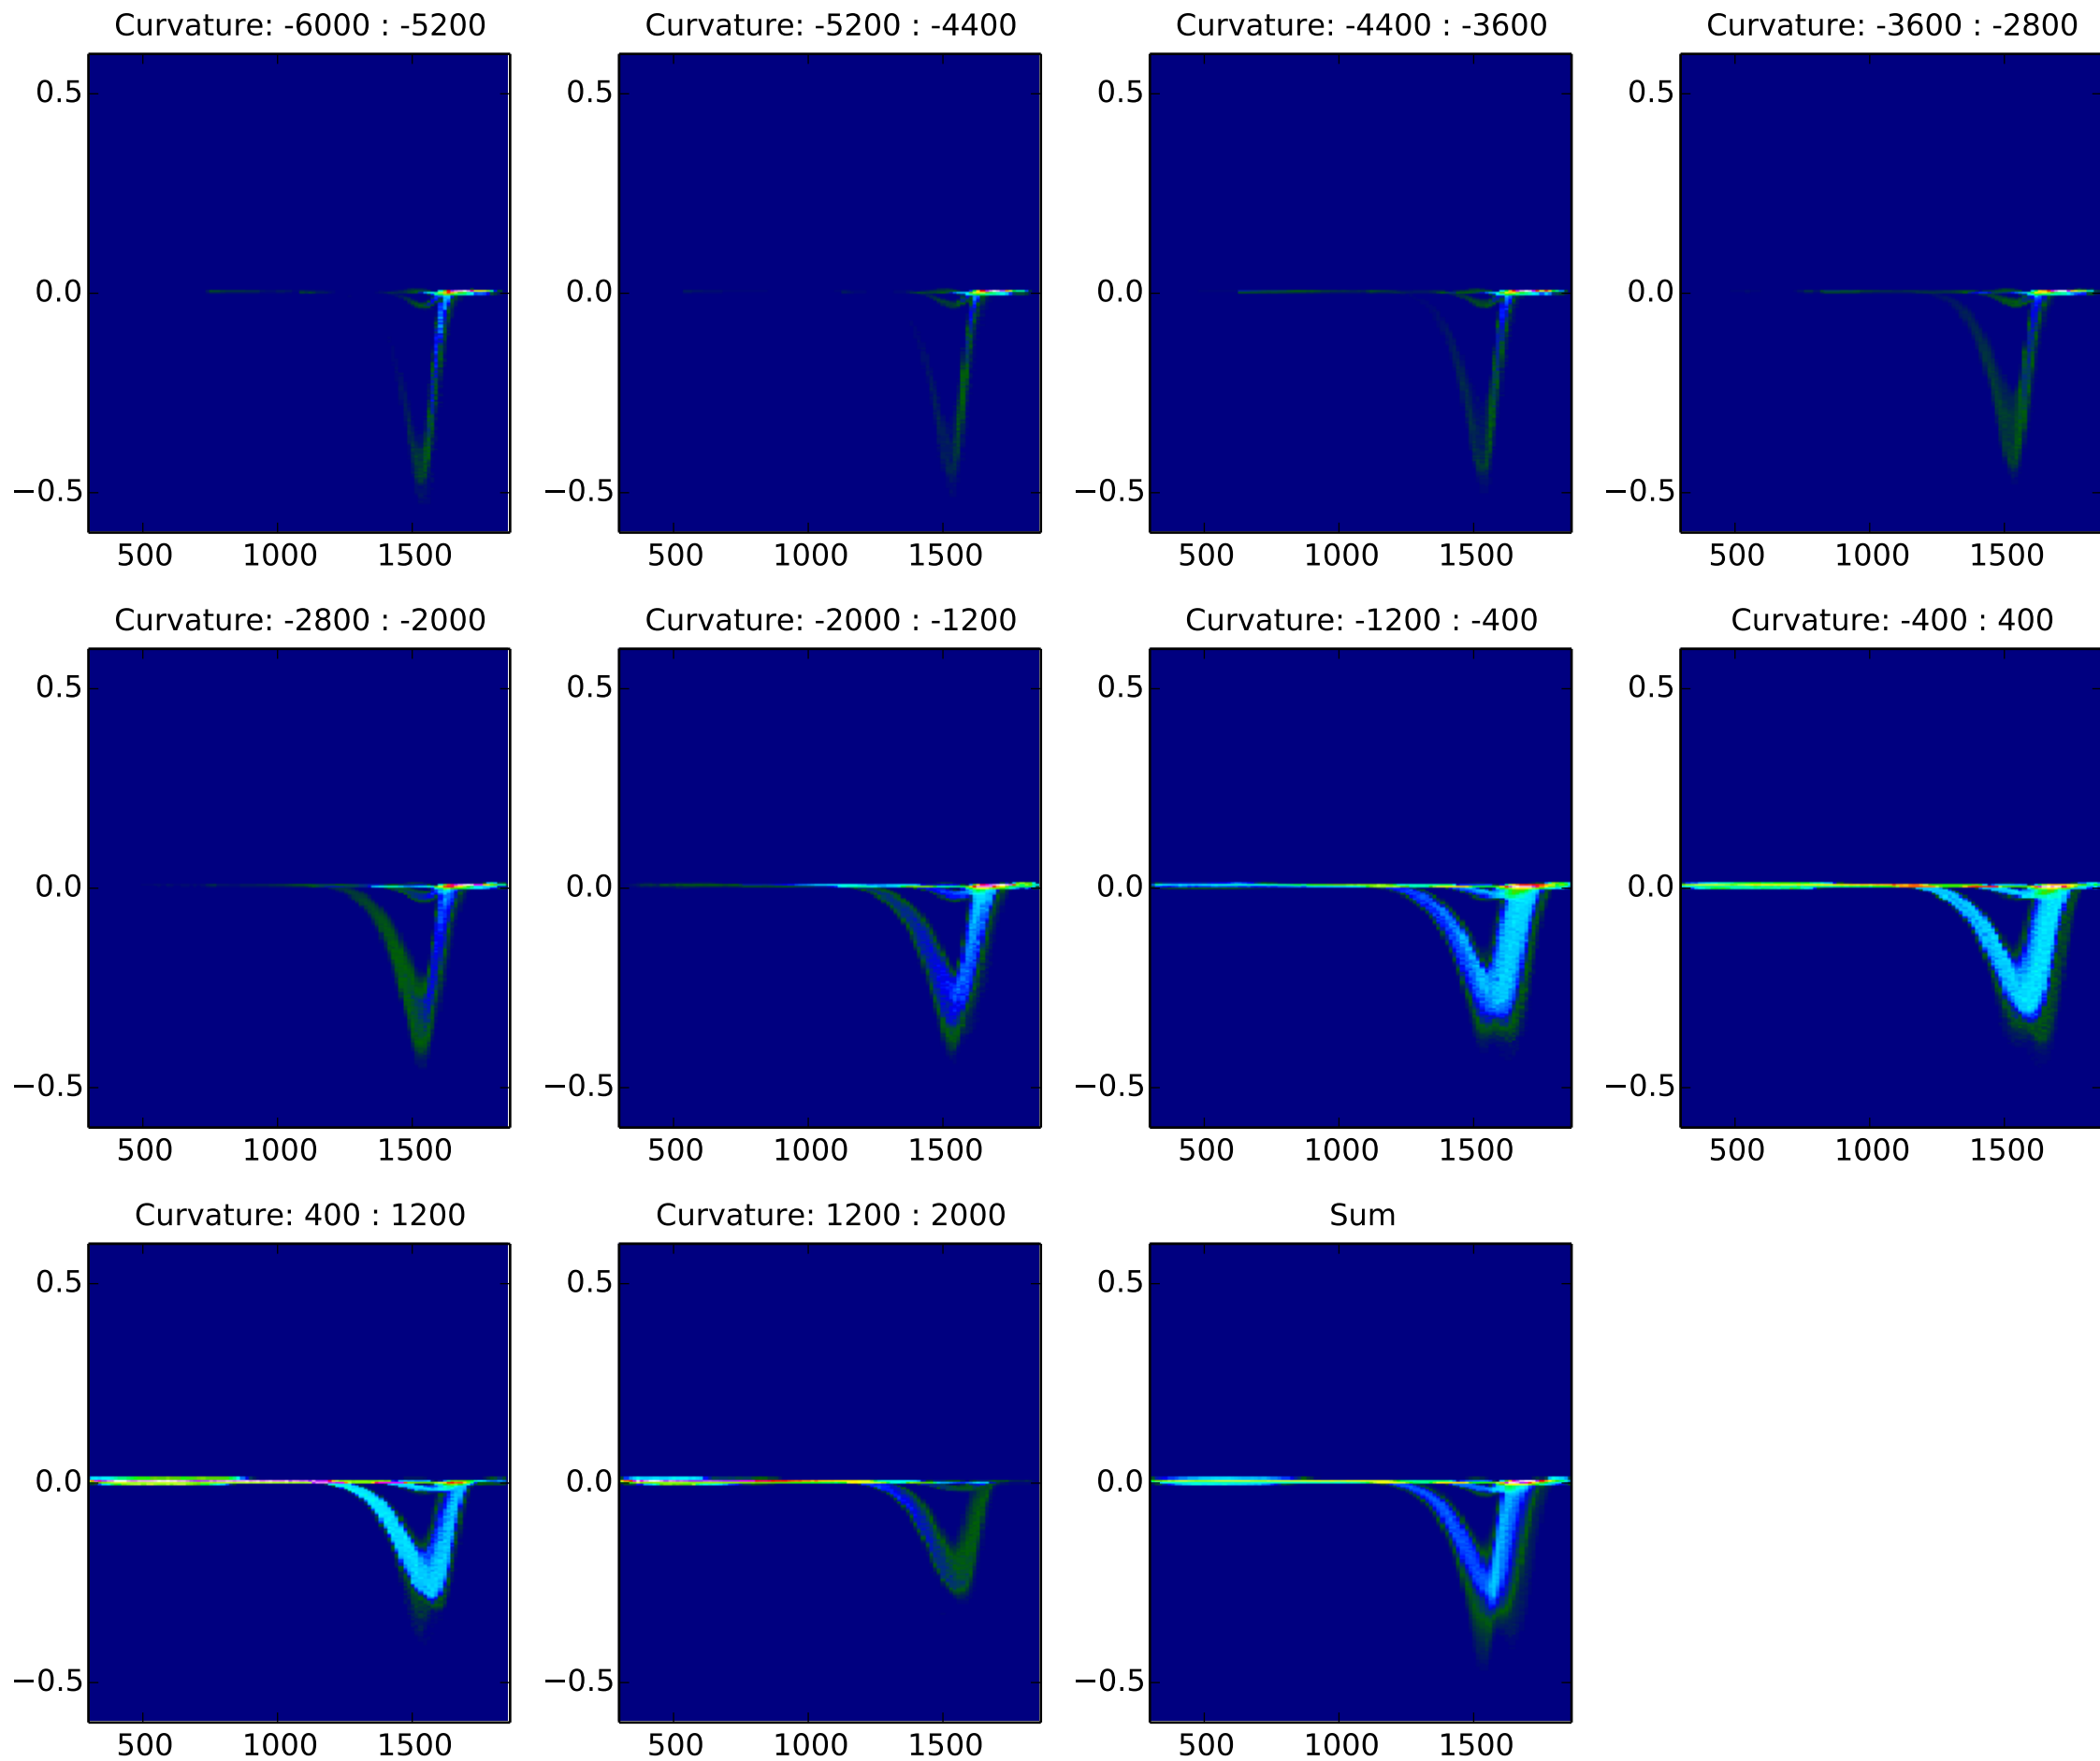 Curvature: -6000 : -5200
Curvature: -5200 : -4400
Curvature: -4400 : -3600
Curvature: -3600 : -2800
0.5 0.5 0.5 0.5
0.0 0.0 0.0 0.0
−0.5 −0.5 −0.5 −0.5
500 1000 1500 500 1000 1500 500 1000 1500 500 1000 1500
Curvature: -2800 : -2000
Curvature: -2000 : -1200
Curvature: -1200 : -400
Curvature: -400 : 400
0.5 0.5 0.5 0.5
0.0 0.0 0.0 0.0
−0.5 −0.5 −0.5 −0.5
500 1000 1500 500 1000 1500 500 1000 1500 500 1000 1500
Curvature: 400 : 1200
Curvature: 1200 : 2000
Sum
0.5 0.5 0.5
0.0 0.0 0.0
−0.5 −0.5 −0.5
500 1000 1500 500 1000 1500 500 1000 1500